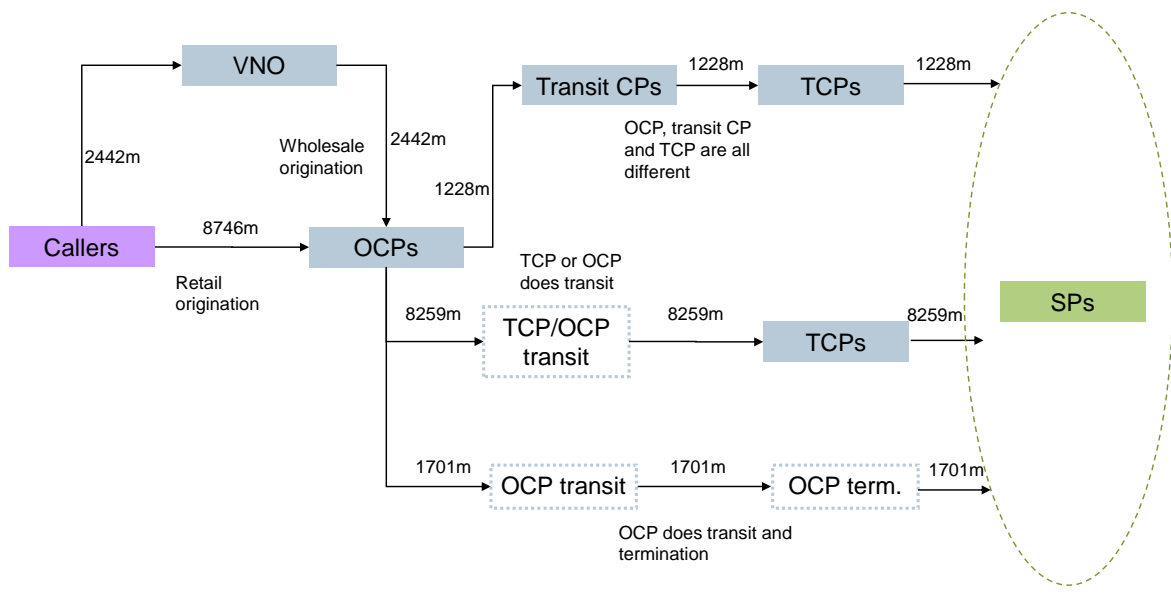 VNO
1228m
1228m
Transit CPs
TCPs
2442m
Wholesale
origination
2442m
OCP, transit CP
and TCP are all
different
1228m
8746m
Callers
OCPs
Retail
origination
TCP or OCP
does transit
SPs
8259m
8259m
8259m
TCP/OCP
transit
TCPs
1701m
1701m
1701m
OCP transit
OCP term.
OCP does transit and
termination